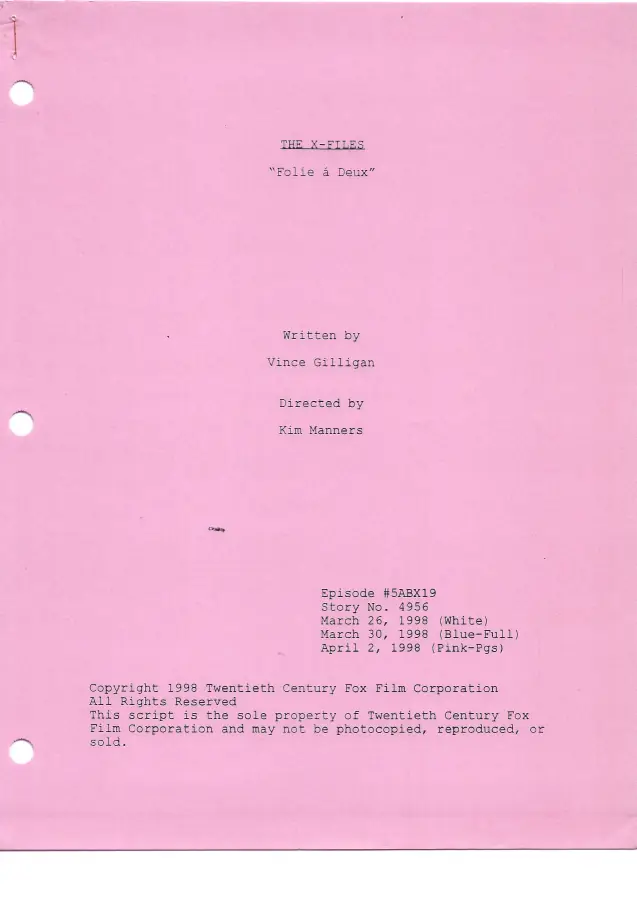 THE X-FILES
"Folie á Deux"
Written by
Vince Gilligan
Directed by
Kim Manners
Episode #5ABX19
Story No. 4956
March 26, 1998 (White)
March 30, 1998 (Blue-Full)
April 2, 1998 (Pink-Pgs)
Copyright 1998 Twentieth Century Fox Film Corporation
All Rights Reserved
This script is the sole property of Twentieth Century Fox
Film Corporation and may not be photocopied, reproduced, or
sold.